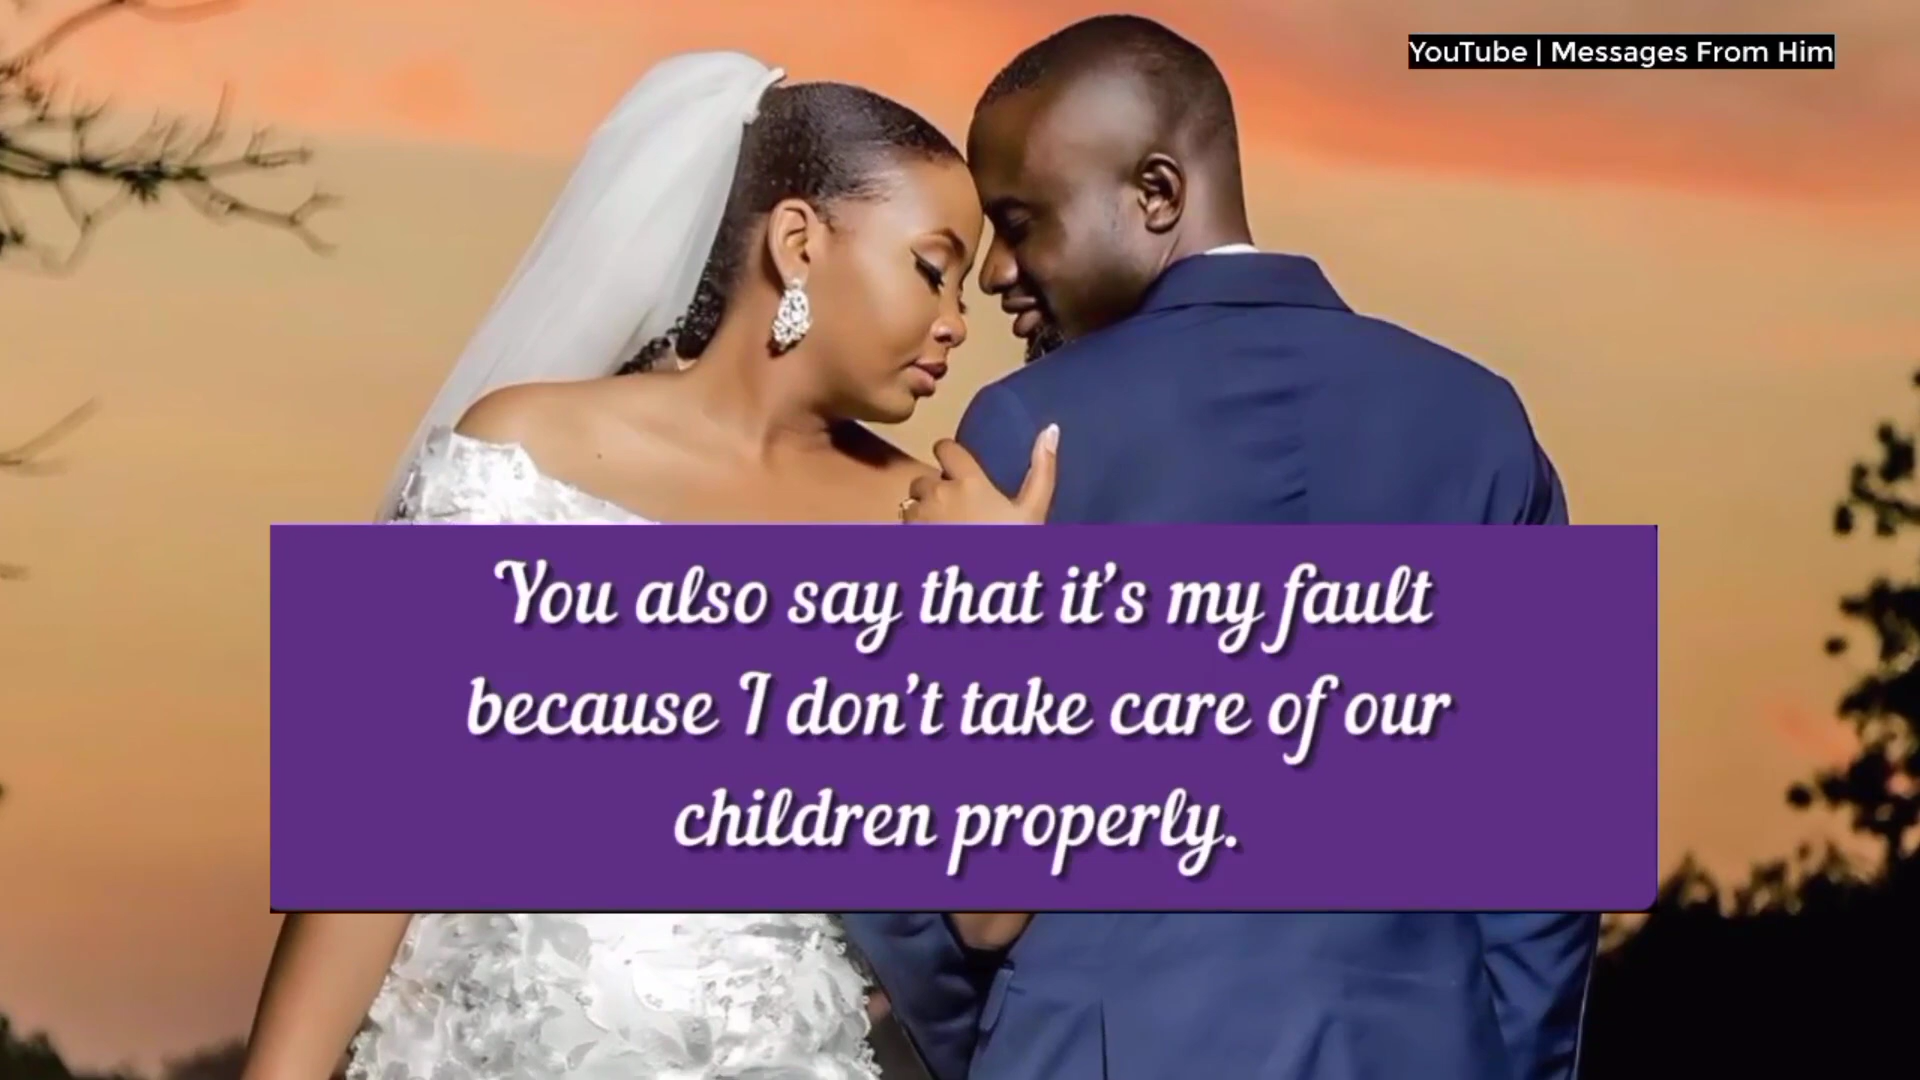 YouTube | Messages From Him
You also say that it's my fault
because I don't take care of our
children properly.